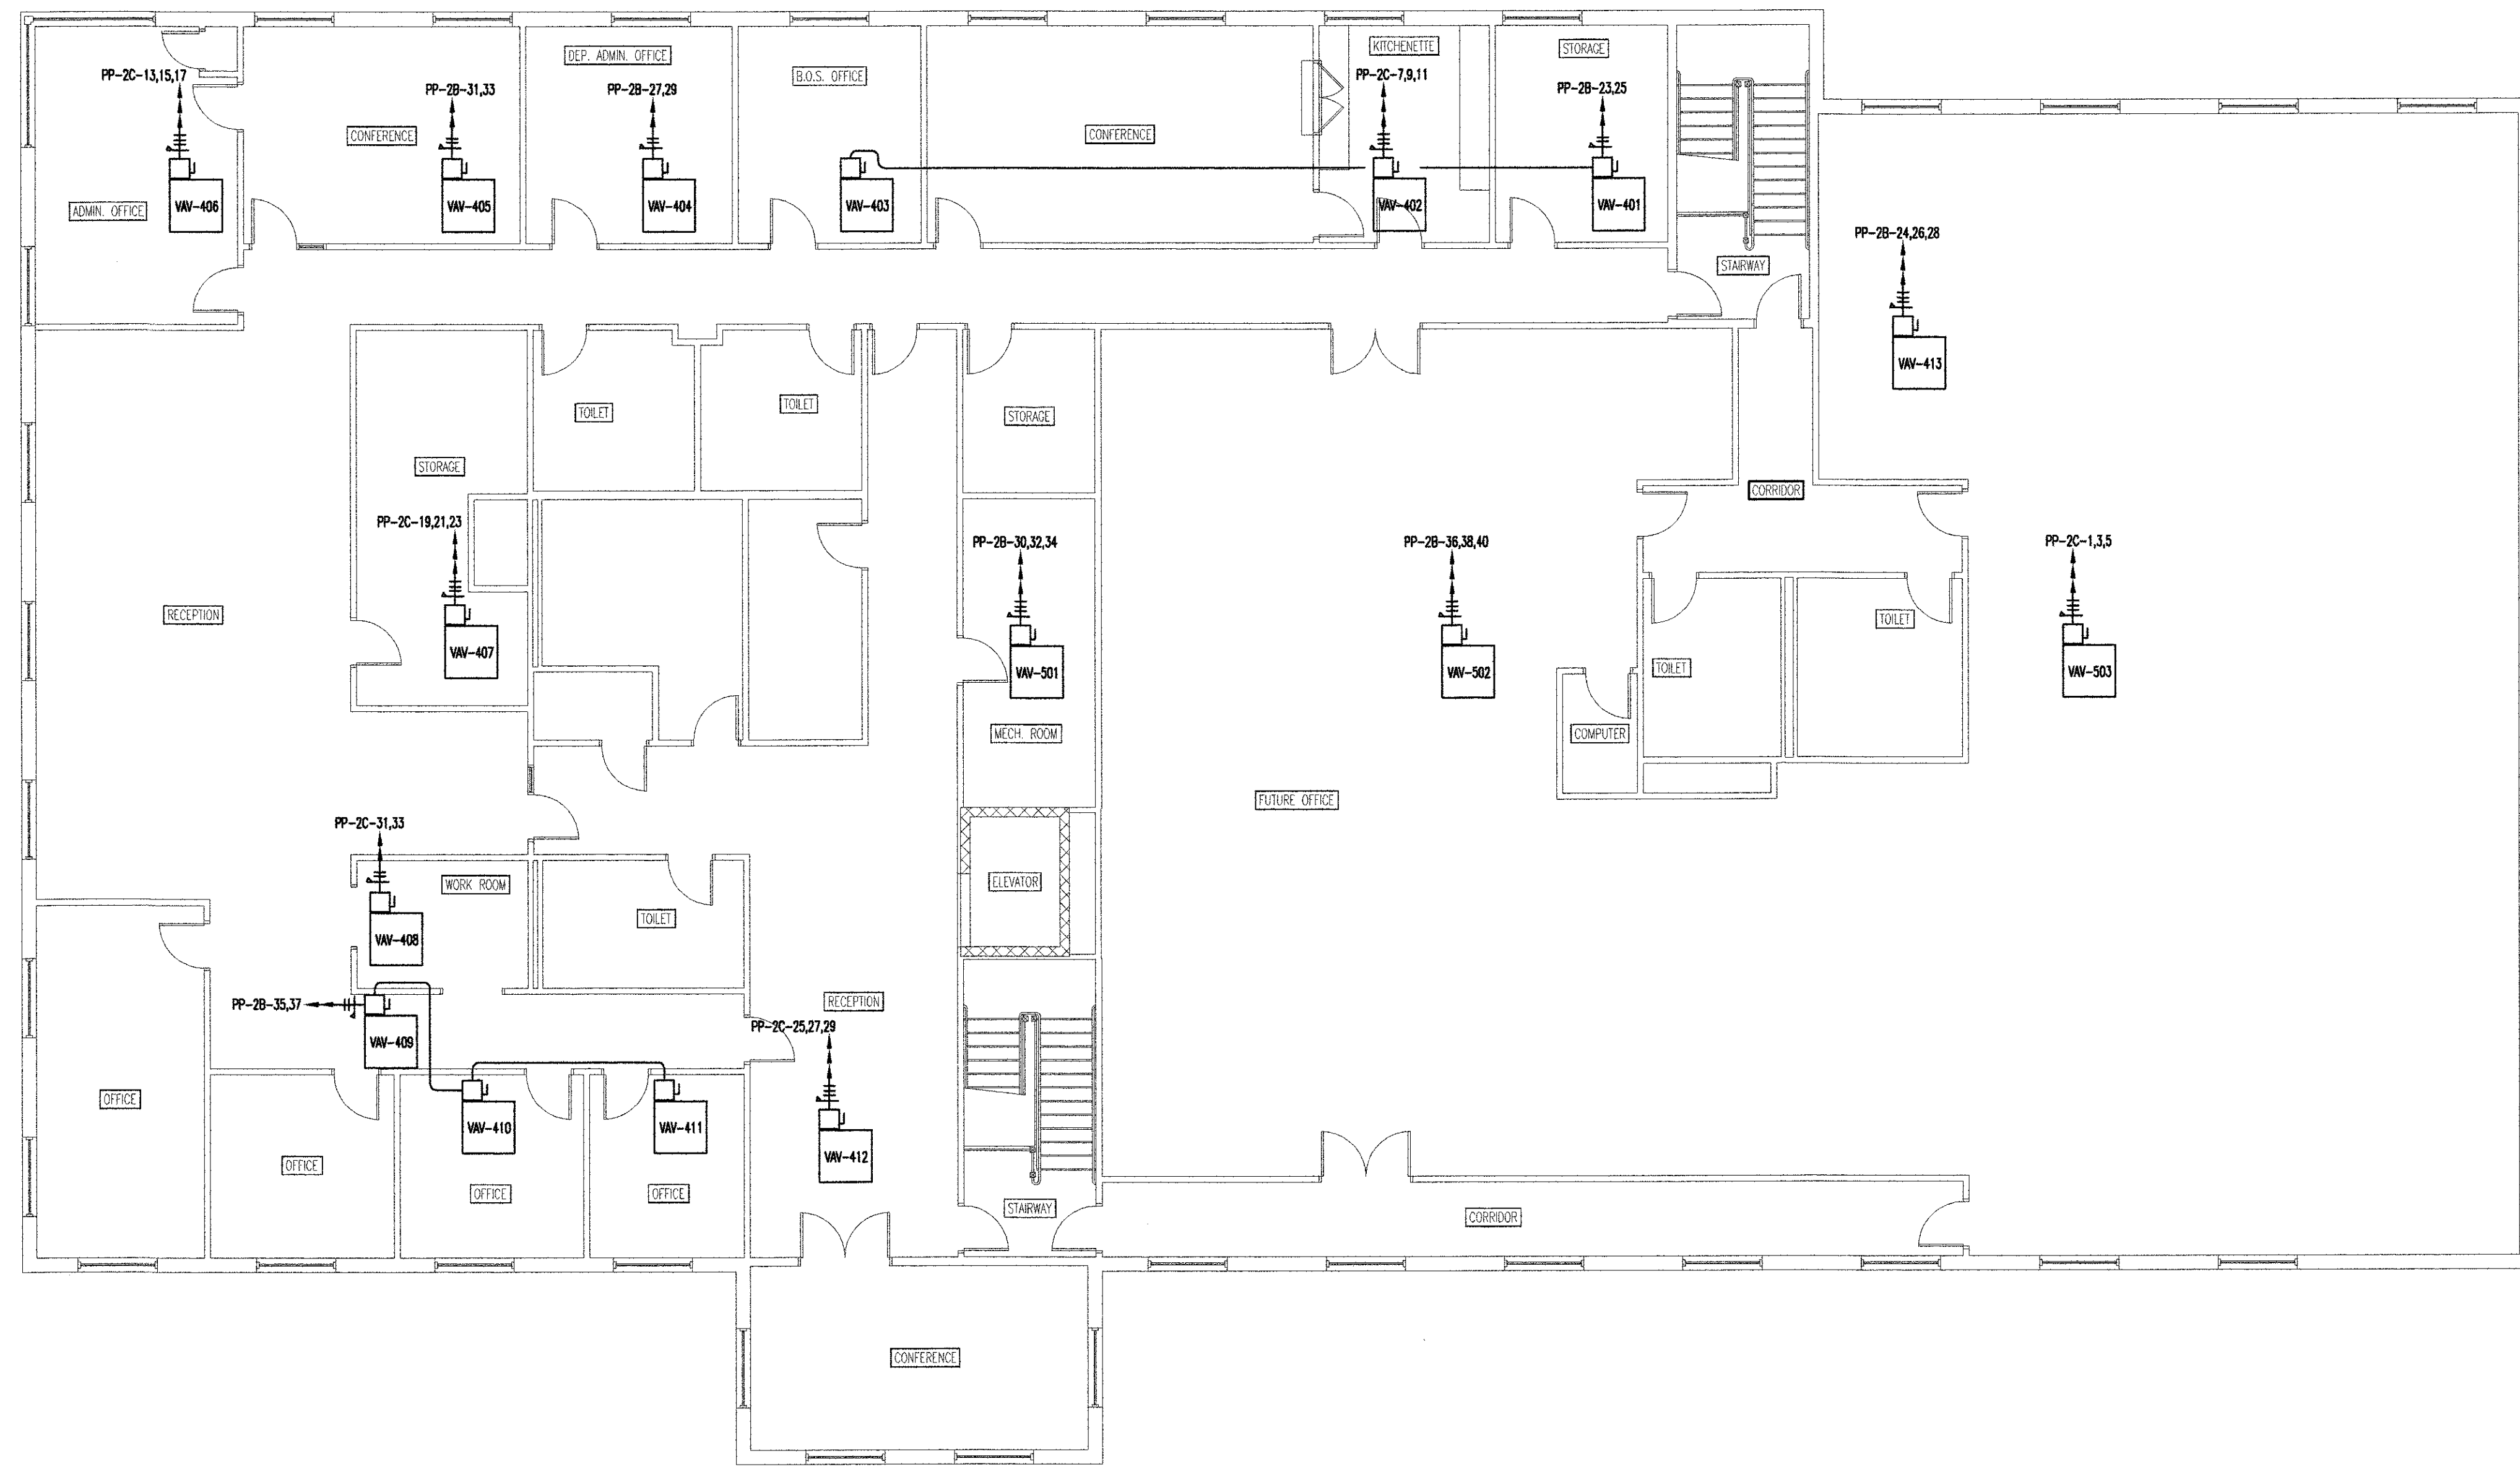 DEP. ADMIN. OFFICE
B.O.S. OFFICE
KITCHENETTE
STORAGE
PP-2C-13,15,17
PP-2B-31,33
PP-2B-27,29
PP-2C-7,9,11
PP-2B-23,25
CONFERENCE
CONFERENCE
ADMIN. OFFICE
VAV-406
VAV-405
VAV-404
VAV-403
VAV-402
VAV-401
PP-2B-24,26,28
STAIRWAY
VAV-413
TOILET
TOILET
STORAGE
STORAGE
CORRIDOR
PP-2C-19,21,23
PP-2B-30,32,34
PP-2B-36,38,40
PP-2C-1,3,5
RECEPTION
TOILET
VAV-407
VAV-501
VAV-502
TOILET
VAV-503
MECH. ROOM
COMPUTER
FUTURE OFFICE
PP-2C-31,33
WORK ROOM
ELEVATOR
TOILET
VAV-408
PP-2B-35,37
RECEPTION
PP-2C-25,27,29
VAV-409
OFFICE
VAV-410
VAV-411
VAV-412
OFFICE
OFFICE
OFFICE
STAIRWAY
CORRIDOR
CONFERENCE